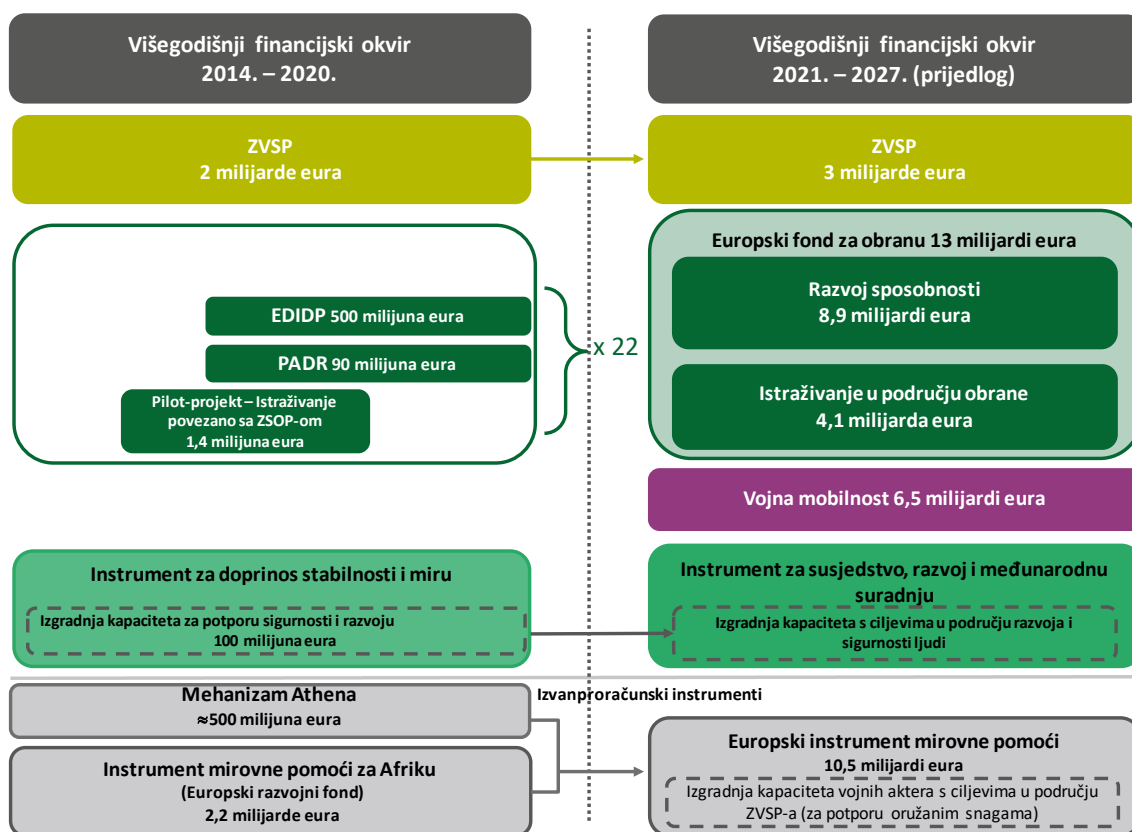 Višegodišnji financijski okvir
2014. – 2020.
Višegodišnji financijski okvir
2021. – 2027. (prijedlog)
ZVSP
2 milijarde eura
ZVSP
3 milijarde eura
EDIDP 500 milijuna eura
PADR 90 milijuna eura
Pilot-projekt – Istraživanje
povezano sa ZSOP-om
1,4 milijuna eura
x 22
Europski fond za obranu 13 milijardi eura
Razvoj sposobnosti
8,9 milijardi eura
Istraživanje u području obrane
4,1 milijarda eura
Vojna mobilnost 6,5 milijardi eura
Instrument za doprinos stabilnosti i miru
Izgradnja kapaciteta za potporu sigurnosti i razvoju
100 milijuna eura
Instrument za susjedstvo, razvoj i međunarodnu
suradnju
Izgradnja kapaciteta s ciljevima u području razvoja i
sigurnosti ljudi
Mehanizam Athena
≈500 milijuna eura
Izvanproračunski instrumenti
Instrument mirovne pomoći za Afriku
(Europski razvojni fond)
2,2 milijarde eura
Europski instrument mirovne pomoći
10,5 milijardi eura
Izgradnja kapaciteta vojnih aktera s ciljevima u području
ZVSP-a (za potporu oružanim snagama)